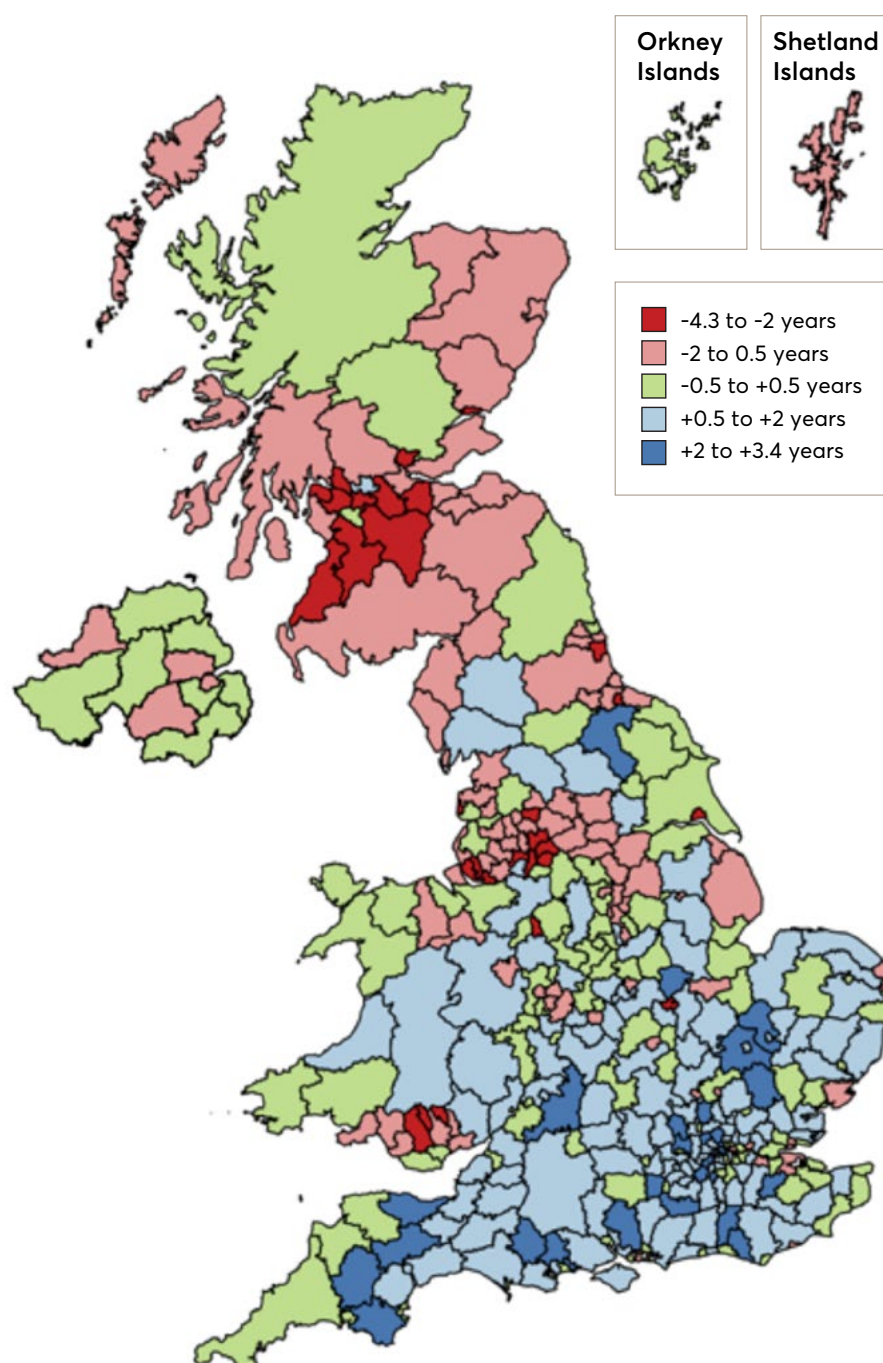 Orkney
Islands
Shetland
Islands
-4.3 to -2 years
-2 to 0.5 years
-0.5 to +0.5 years
+0.5 to +2 years
+2 to +3.4 years